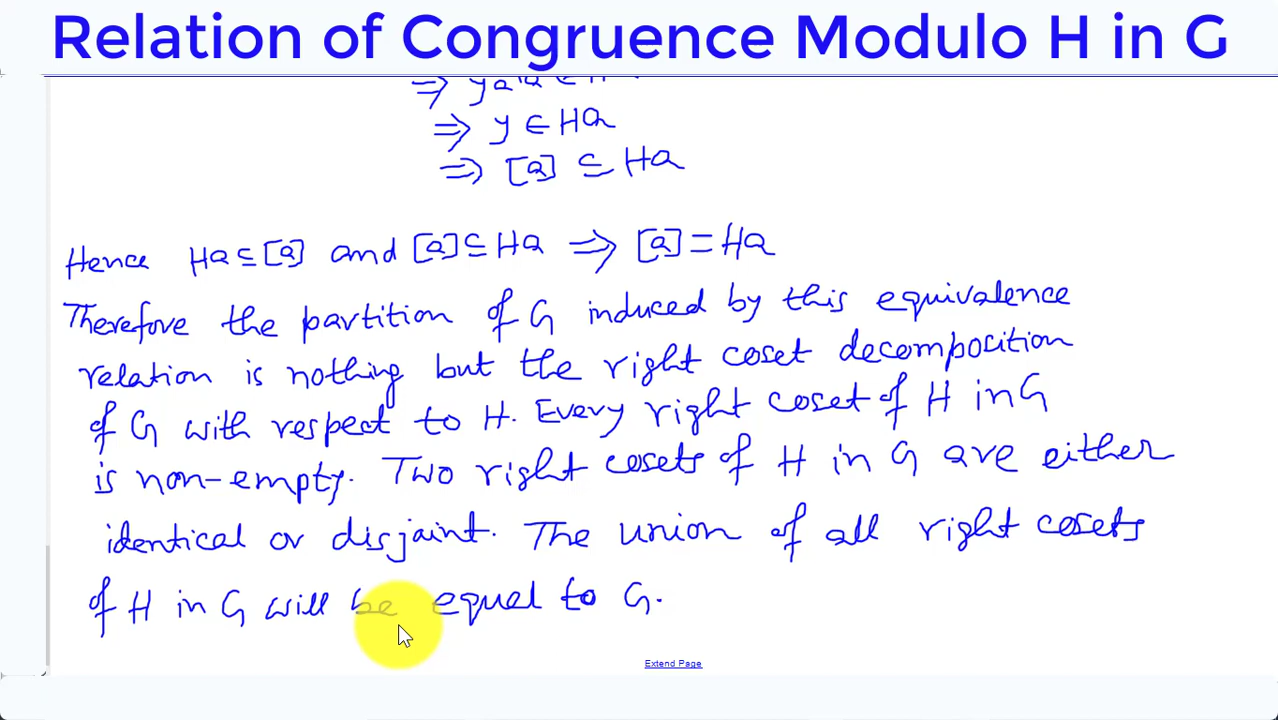 Relation of Congruence Modulo H in G
⇒ y ∈ Ha
⇒ [a] ⊆ Ha
Hence Ha ⊆ [a] and [a] ⊆ Ha ⇒ [a] = Ha
Therefore the partition of G induced by this equivalence
relation is nothing but the right coset decomposition
of G with respect to H. Every right coset of H in G
is non-empty. Two right cosets of H in G are either
identical or disjaint. The union of all right cosets
of H in G will be equal to G.
Extend Page